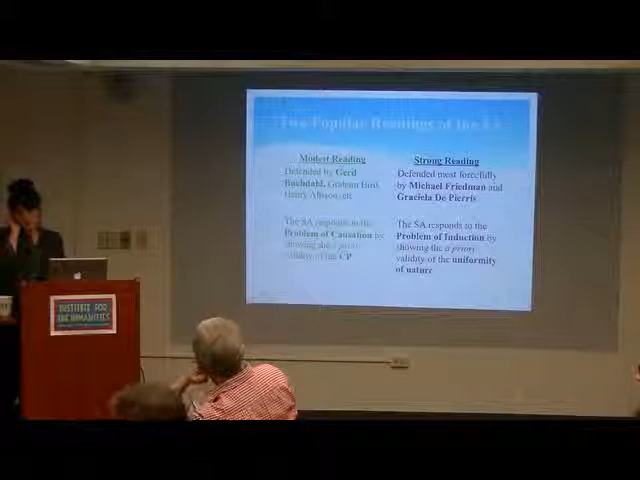 Two Popular Readings of the SA
Modest Reading
Defended by Gerd
Buchdahl, Graham Bird,
Henry Allison, etc
The SA responds to the
Problem of Causation by
showing the a priori
validity of the CP
Strong Reading
Defended most forcefully
by Michael Friedman and
Graciela De Pierris
The SA responds to the
Problem of Induction by
showing the a priori
validity of the uniformity
of nature
INSTITUTE FOR
THE HUMANITIES